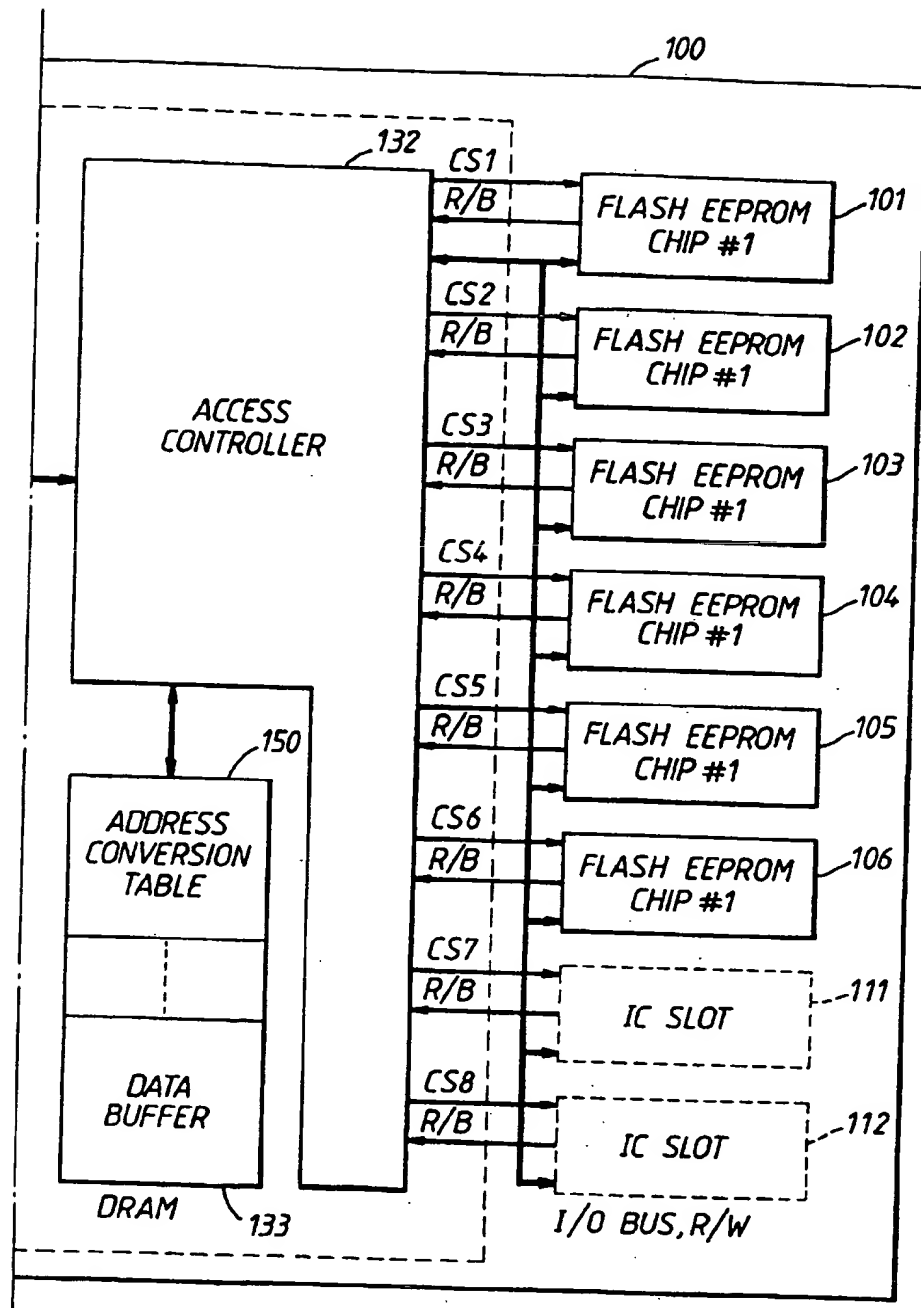 100
132
CS1
R/B
FLASH EEPROM
CHIP #1
101
CS2
R/B
FLASH EEPROM
CHIP #1
102
ACCESS
CONTROLLER
CS3
R/B
FLASH EEPROM
CHIP #1
103
CS4
R/B
FLASH EEPROM
CHIP #1
104
CS5
R/B
FLASH EEPROM
CHIP #1
105
150
ADDRESS
CONVERSION
TABLE
CS6
R/B
FLASH EEPROM
CHIP #1
106
CS7
R/B
IC SLOT
111
DATA
BUFFER
CS8
R/B
IC SLOT
112
DRAM
133
I/O BUS, R/W